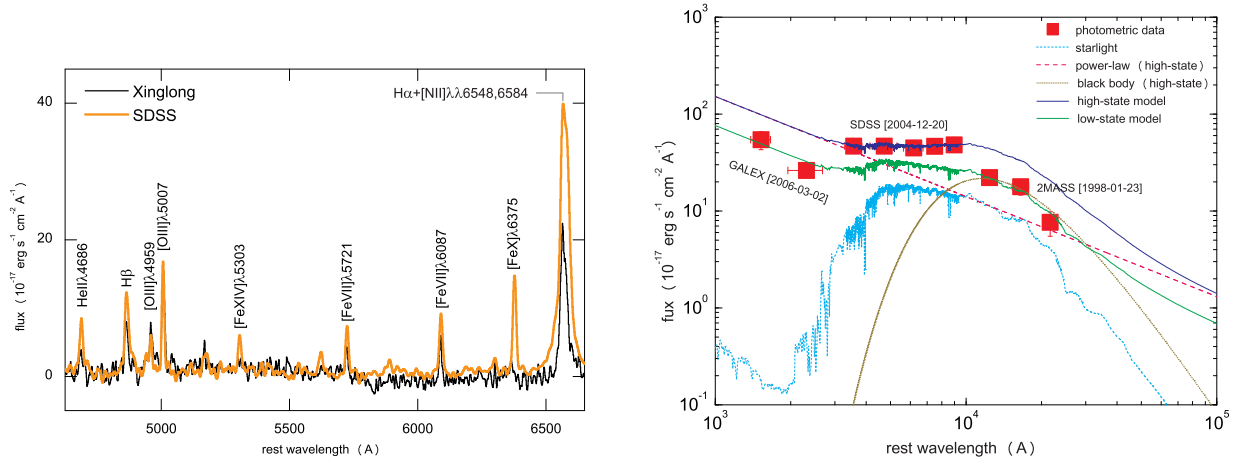 Xinglong
SDSS
Hα+[NII]λλ6548,6584
HeIIλ4686
Hβ
[OIII]λ4959
[OIII]λ5007
[FeXIV]λ5303
[FeVII]λ5721
[FeVII]λ6087
[FeX]λ6375
40
20
0
flux (10⁻¹⁷ erg s⁻¹ cm⁻² A⁻¹)
5000
5500
6000
6500
rest wavelength (A)
10³
10²
10¹
10⁰
10⁻¹
flux (10⁻¹⁷ erg s⁻¹ cm⁻² A⁻¹)
photometric data
starlight
power-law (high-state)
black body (high-state)
high-state model
low-state model
SDSS [2004-12-20]
GALEX [2006-03-02]
2MASS [1998-01-23]
10³
10⁴
10⁵
rest wavelength (A)